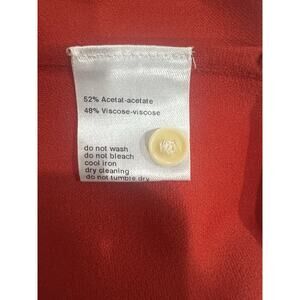 52% Acetat-acetate
48% Viscose-viscose
do not wash
do not bleach
cool iron
dry cleaning
do not tumble dry